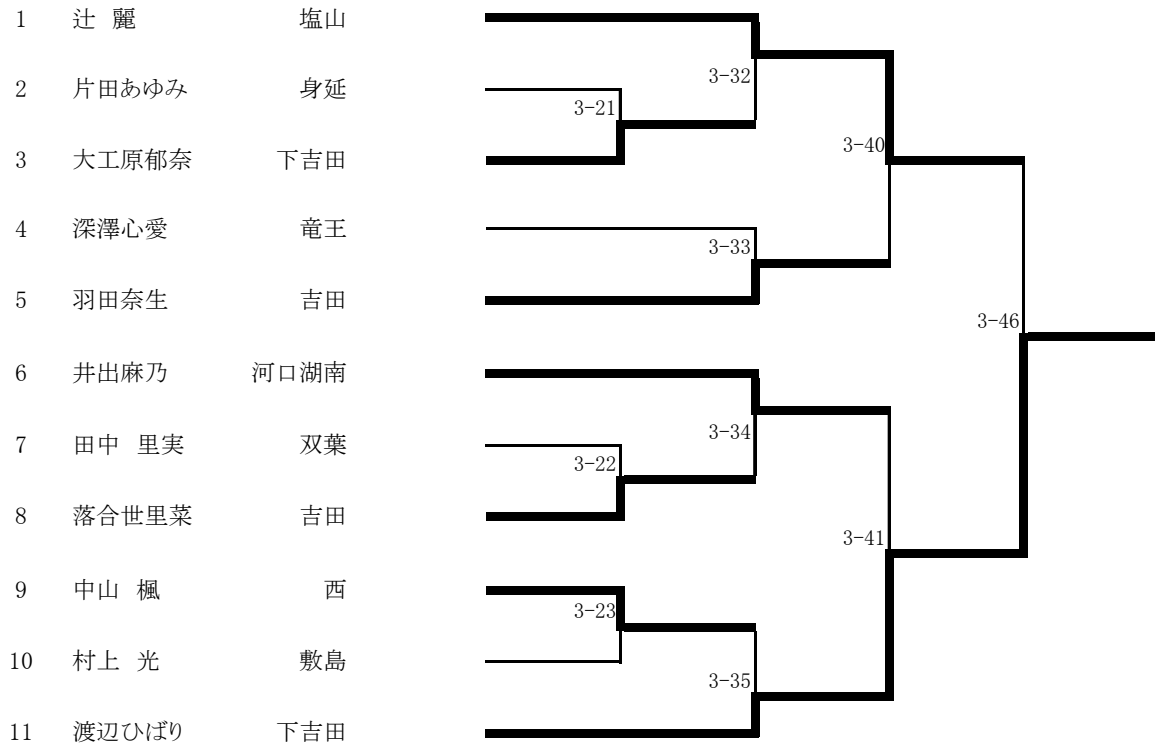 1 辻 麗 塩山
3-32
2 片田あゆみ 身延
3-21
3 大工原郁奈 下吉田
3-40
4 深澤心愛 竜王
3-33
5 羽田奈生 吉田
3-46
6 井出麻乃 河口湖南
3-34
7 田中 里実 双葉
3-22
8 落合世里菜 吉田
3-41
9 中山 楓 西
3-23
10 村上 光 敷島
3-35
11 渡辺ひばり 下吉田